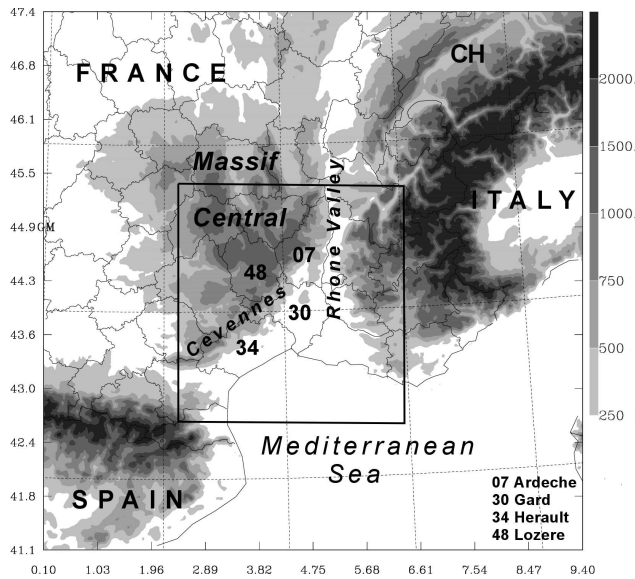 47.4
46.8
46.1
45.5
44.9GM
44.3
43.6
43.0
42.4
41.8
41.1
0.10 1.03 1.96 2.89 3.82 4.75 5.68 6.61 7.54 8.47 9.40
FRANCE
CH
Massif
Central
Rhone Valley
ITALY
07
48
30
Cevennes
34
Mediterranean
Sea
SPAIN
07 Ardeche
30 Gard
34 Herault
48 Lozere
2000.
1500
1000.
750
500
250